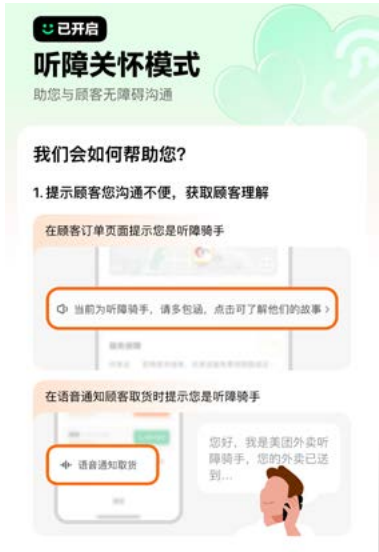 已开启
听障关怀模式
助您与顾客无障碍沟通
我们会如何帮助您?
1.提示顾客您沟通不便，获取顾客理解
在顾客订单页面提示您是听障骑手
当前为听障骑手，请多包涵，点击可了解他们的故事 >
在语音通知顾客取货时提示您是听障骑手
语音通知取货
您好，我是美团外卖听
障骑手，您的外卖已送
到...